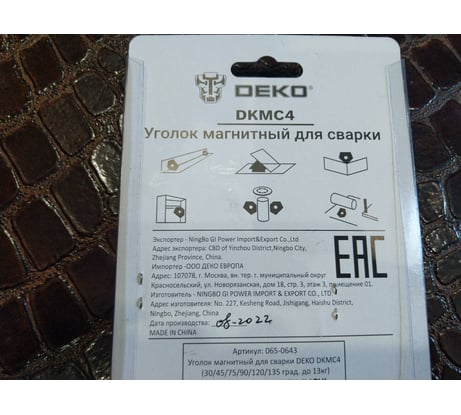 DEKO®
DKMC4
Уголок магнитный для сварки
Экспортер - NingBo GI Power Import&Export Co.,Ltd
Адрес экспортера: CBD of Yinzhou District,Ningbo City,
Zhejiang Province, China.
Импортер -ООО ДЕКО ЕВРОПА
Адрес: 107078, г. Москва, вн. тер. г. муниципальный округ
Красносельский, ул. Новорязанская, дом 18, стр. 3, этаж 3, помещение 01.
Изготовитель - NINGBO GI POWER IMPORT & EXPORT CO., LTD.
Адрес изготовителя: No. 227, Kesheng Road, Jishigang, Haishu District,
Ningbo, Zhejiang, China
Дата производства: 08-2022
MADE IN CHINA
EAC
Артикул: 065-0643
Уголок магнитный для сварки DEKO DKMC4
(30/45/75/90/120/135 град. до 13кг)